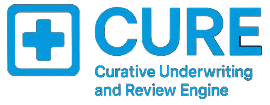 CURE
Curative Underwriting
and Review Engine